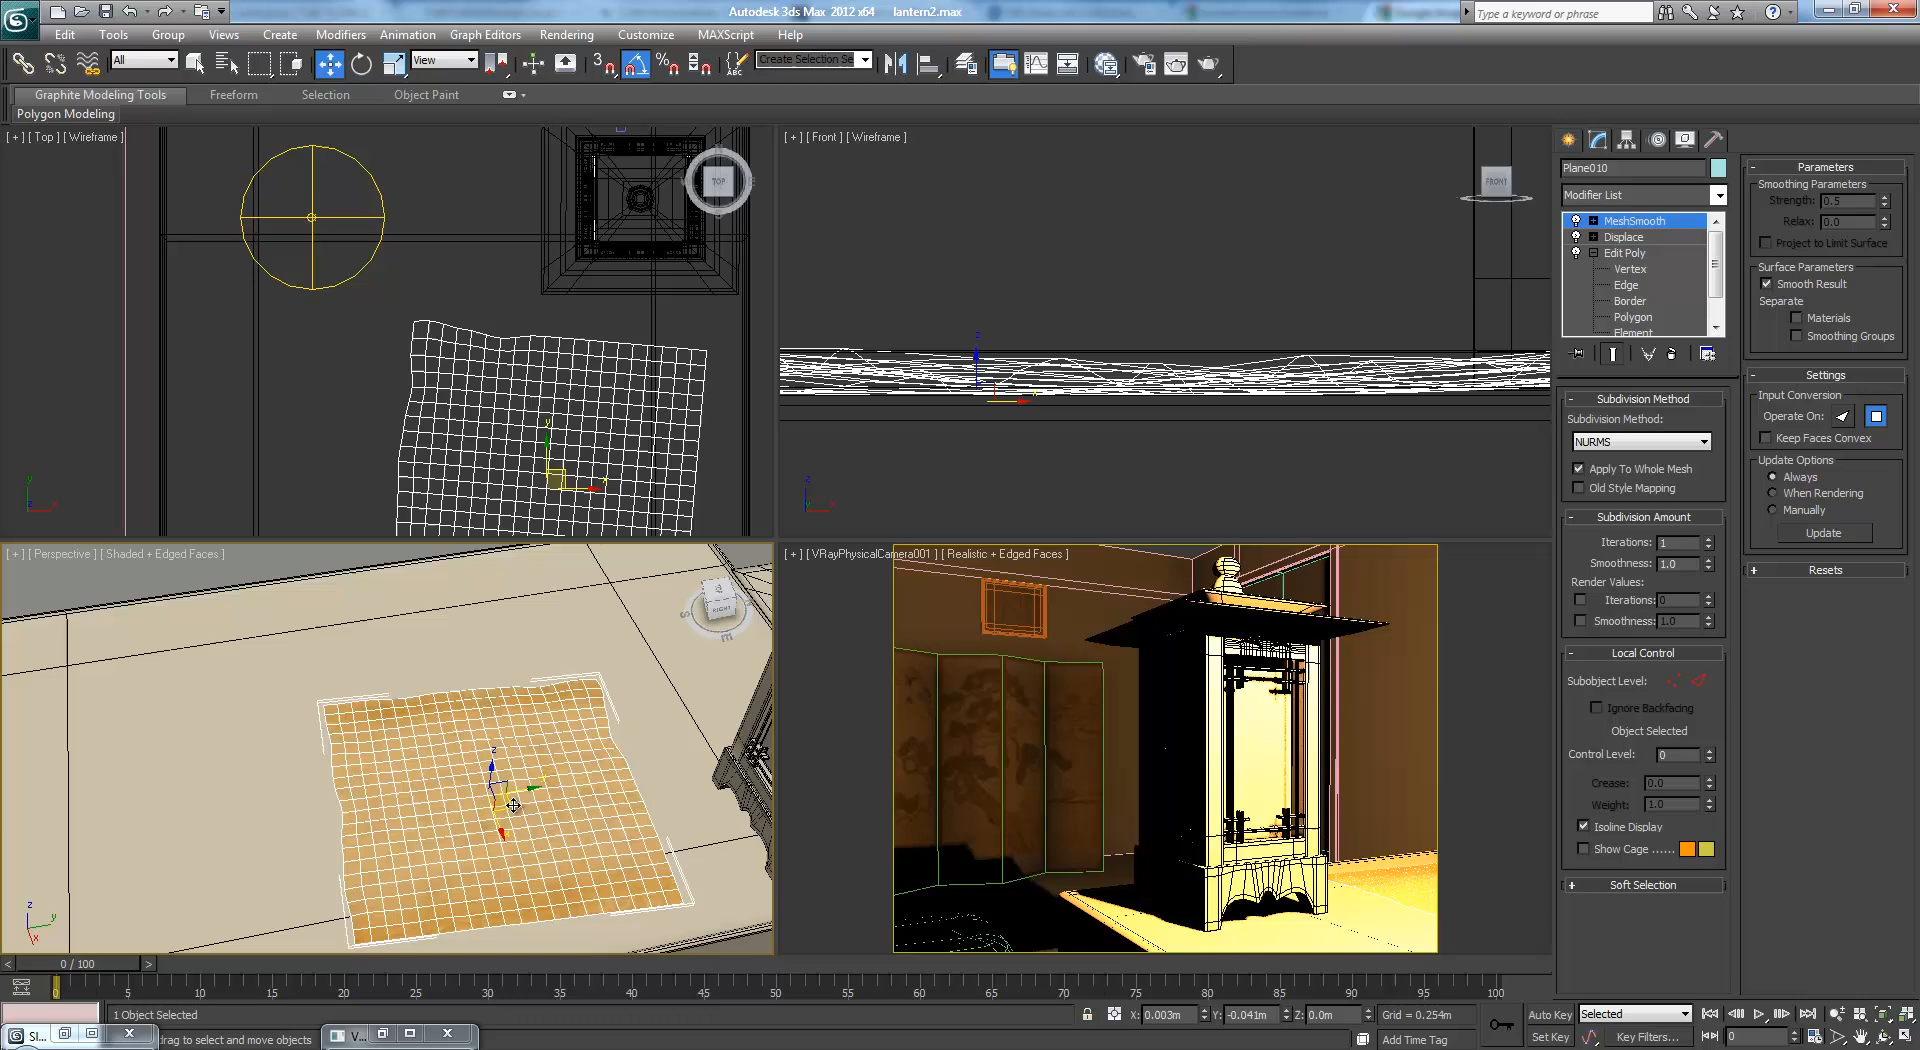 Autodesk 3ds Max 2012 x64 lantern2.max
Type a keyword or phrase
Edit Tools Group Views Create Modifiers Animation Graph Editors Rendering Customize MAXScript Help
All View 3 Create Selection Se
Graphite Modeling Tools Freeform Selection Object Paint
Polygon Modeling
[ + ] [ Top ] [ Wireframe ]
TOP
[ + ] [ Front ] [ Wireframe ]
FRONT
[ + ] [ Perspective ] [ Shaded + Edged Faces ]
RIGHT
[ + ] [ VRayPhysicalCamera001 ] [ Realistic + Edged Faces ]
Plane010
Modifier List
MeshSmooth
Displace
Edit Poly
Vertex
Edge
Border
Polygon
Element
Subdivision Method
Subdivision Method:
NURMS
Apply To Whole Mesh
Old Style Mapping
Subdivision Amount
Iterations: 1
Smoothness: 1.0
Render Values:
Iterations: 0
Smoothness: 1.0
Local Control
Subobject Level:
Ignore Backfacing
Object Selected
Control Level: 0
Crease: 0.0
Weight: 1.0
Isoline Display
Show Cage ......
Soft Selection
Parameters
Smoothing Parameters
Strength: 0.5
Relax: 0.0
Project to Limit Surface
Surface Parameters
Smooth Result
Separate
Materials
Smoothing Groups
Settings
Input Conversion
Operate On:
Keep Faces Convex
Update Options
Always
When Rendering
Manually
Update
Resets
0 / 100
0 5 10 15 20 25 30 35 40 45 50 55 60 65 70 75 80 85 90 95 100
1 Object Selected
X: 0.003m Y: -0.041m Z: 0.0m Grid = 0.254m
Auto Key Selected
drag to select and move objects
Add Time Tag
Set Key Key Filters... 0